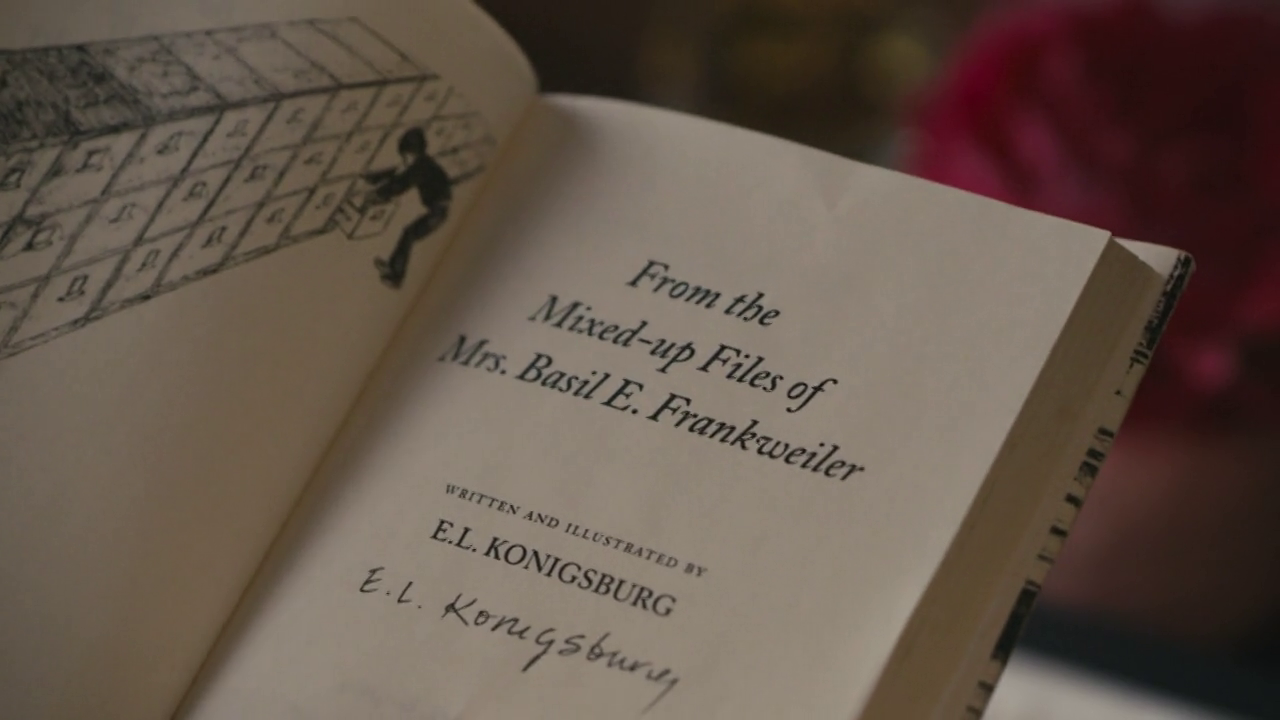 From the
Mixed-up Files of
Mrs. Basil E. Frankweiler
WRITTEN AND ILLUSTRATED BY
E.L. KONIGSBURG
E.L. Konigsburg